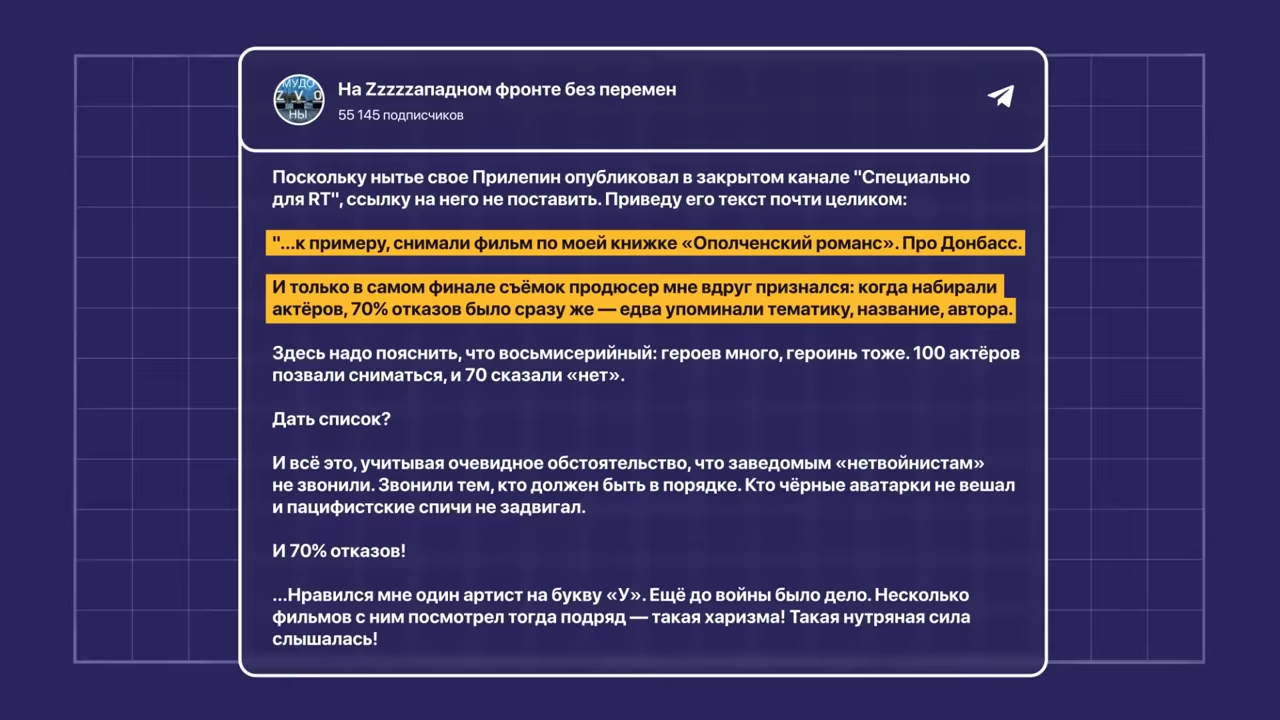 МУДО
Z V O
НЫ
На Zzzzzападном фронте без перемен
55 145 подписчиков
Поскольку нытье свое Прилепин опубликовал в закрытом канале "Специально
для RT", ссылку на него не поставить. Приведу его текст почти целиком:
"...к примеру, снимали фильм по моей книжке «Ополченский романс». Про Донбасс.
И только в самом финале съёмок продюсер мне вдруг признался: когда набирали
актёров, 70% отказов было сразу же — едва упоминали тематику, название, автора.
Здесь надо пояснить, что восьмисерийный: героев много, героинь тоже. 100 актёров
позвали сниматься, и 70 сказали «нет».
Дать список?
И всё это, учитывая очевидное обстоятельство, что заведомым «нетвойнистам»
не звонили. Звонили тем, кто должен быть в порядке. Кто чёрные аватарки не вешал
и пацифистские спичи не задвигал.
И 70% отказов!
...Нравился мне один артист на букву «У». Ещё до войны было дело. Несколько
фильмов с ним посмотрел тогда подряд — такая харизма! Такая нутряная сила
слышалась!